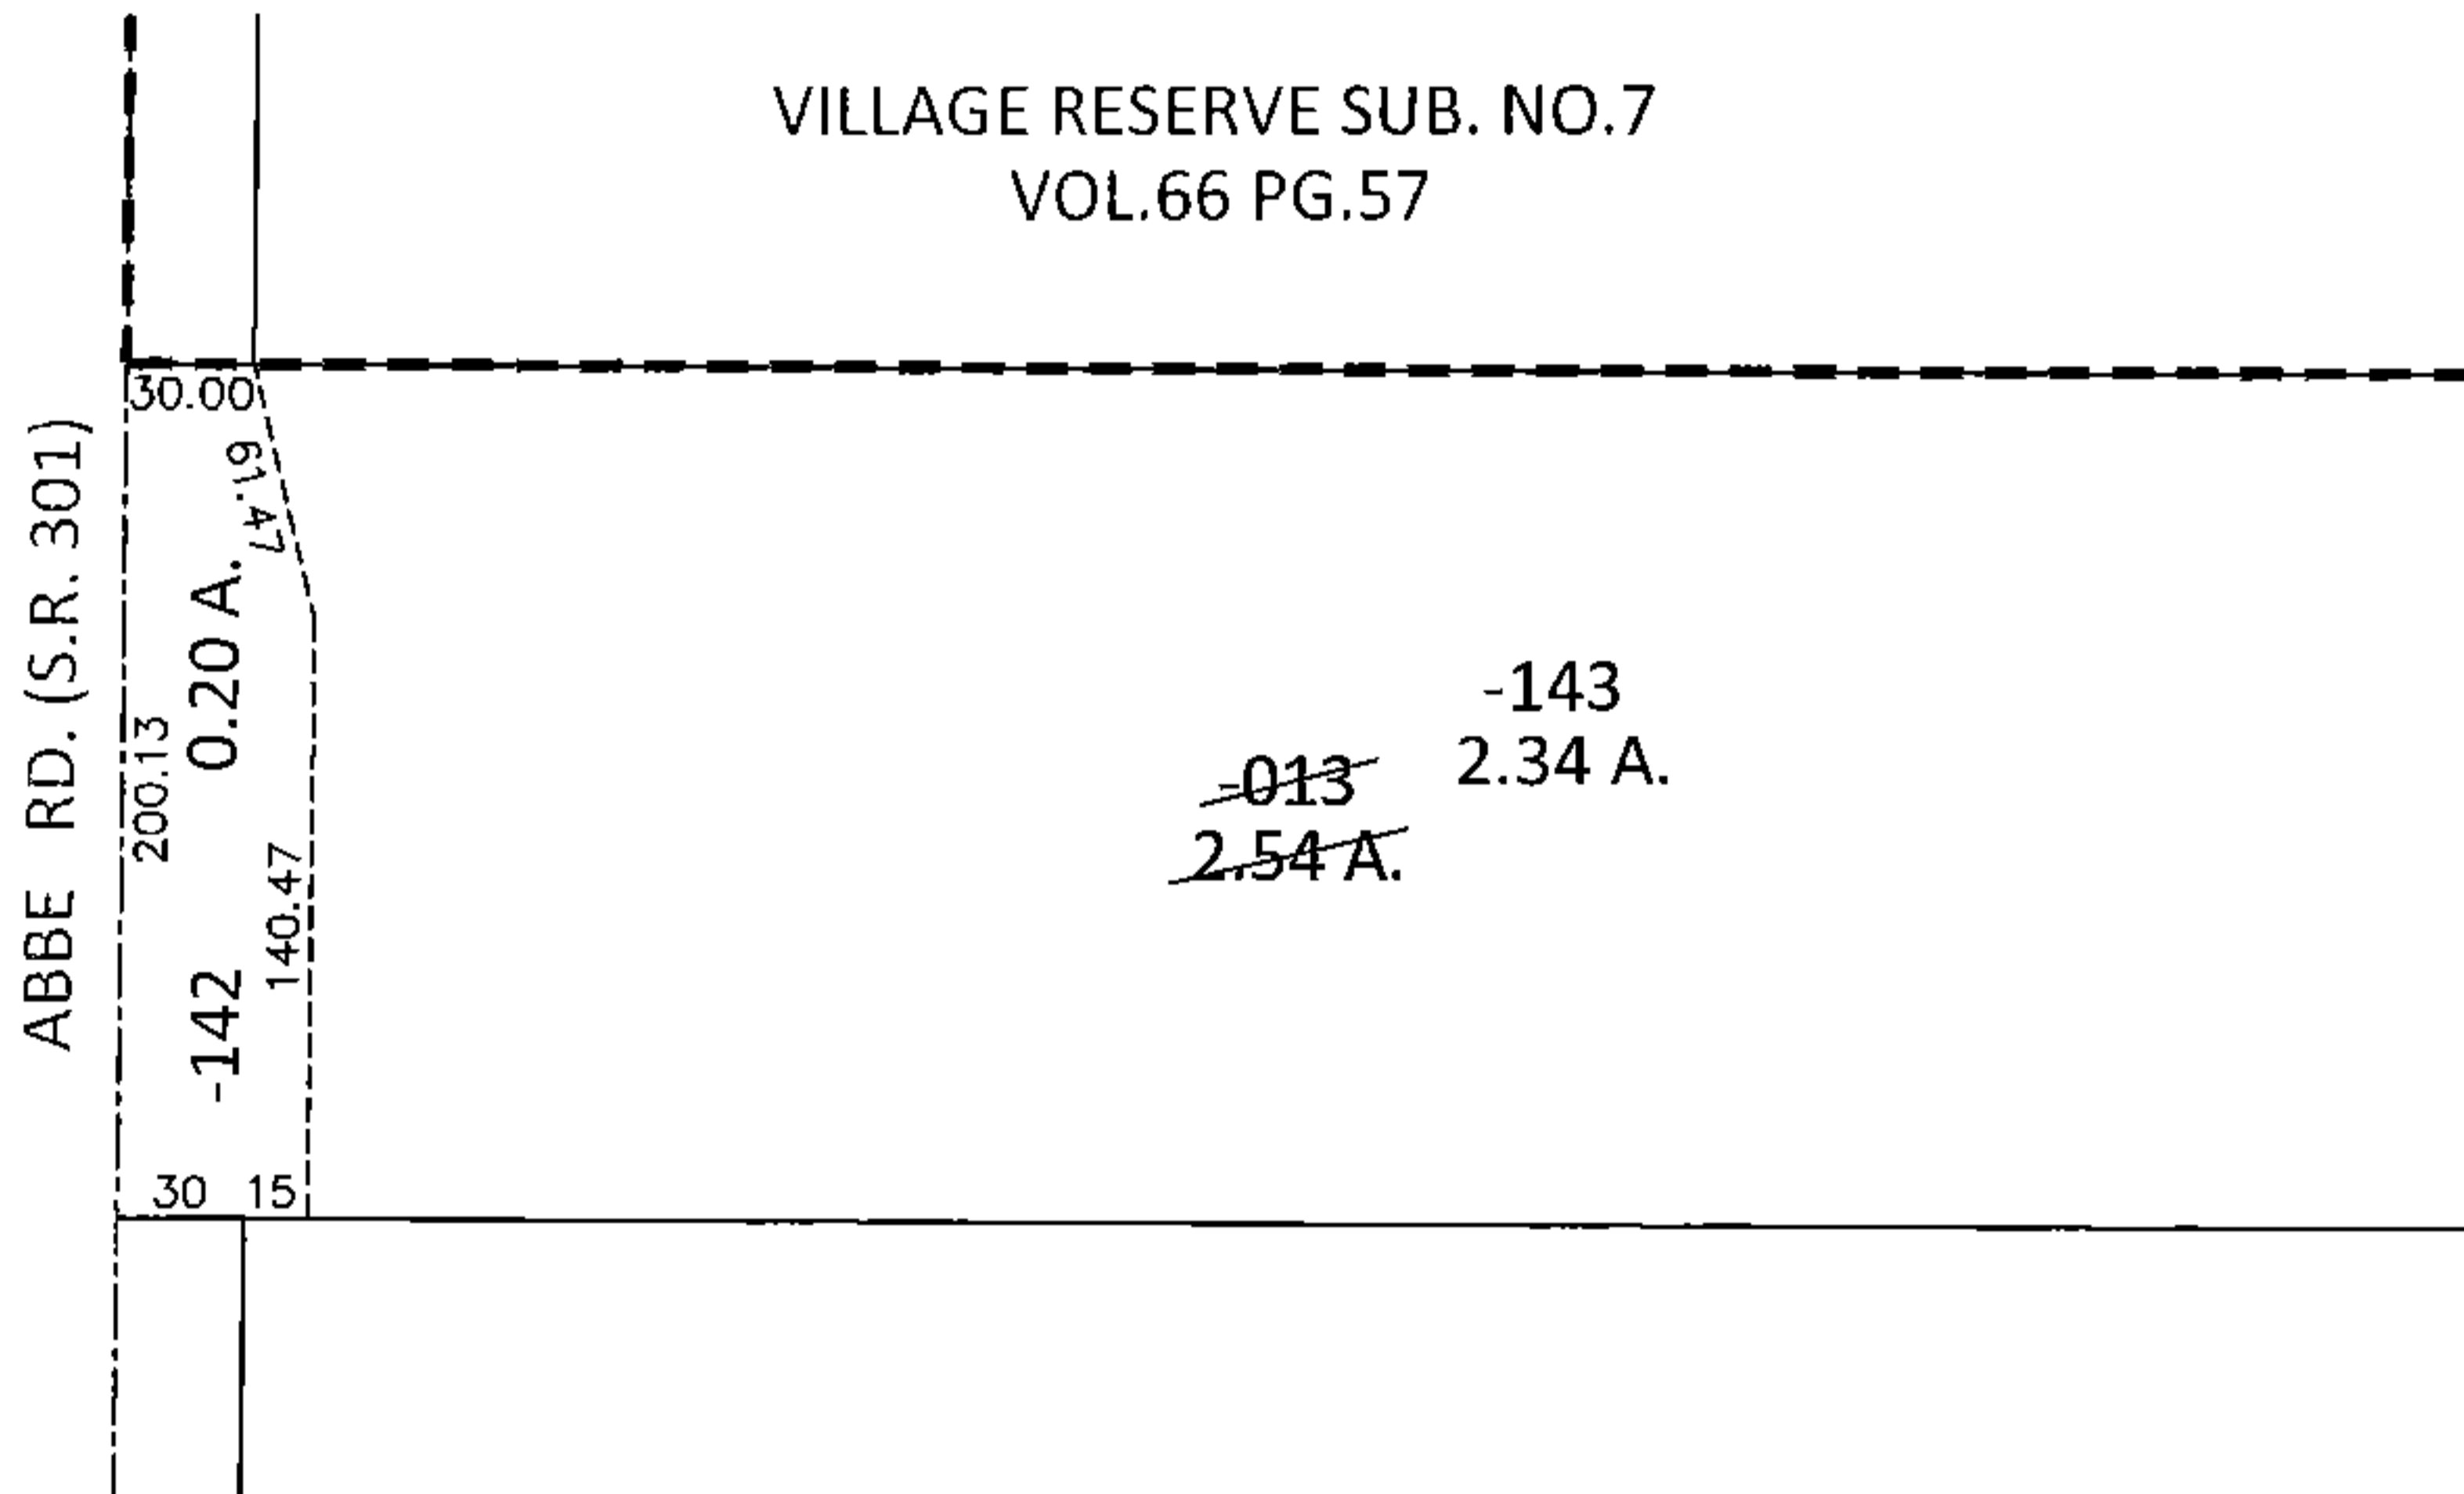 VILLAGE RESERVE SUB. NO.7
VOL.66 PG.57
30.00
61.47
ABBE RD. (S.R. 301)
200.13
0.20 A.
-142
140.47
-143
2.34 A.
-013
2.54 A.
30 15